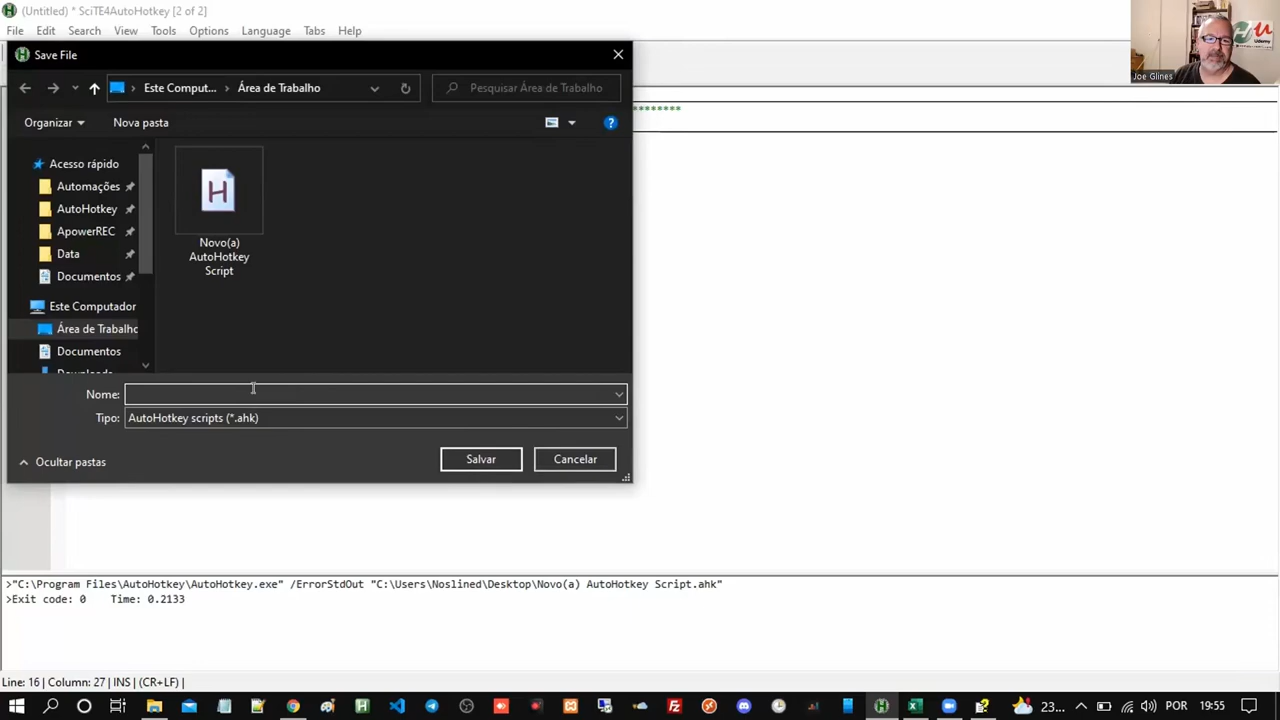 (Untitled) * SciTE4AutoHotkey [2 of 2]
File Edit Search View Tools Options Language Tabs Help
Save File
Este Comput... Área de Trabalho
Pesquisar Área de Trabalho
Organizar Nova pasta
Acesso rápido
Automações
AutoHotkey
ApowerREC
Data
Documentos
Este Computador
Área de Trabalho
Documentos
Novo(a)
AutoHotkey
Script
Nome:
Tipo: AutoHotkey scripts (*.ahk)
Ocultar pastas
Salvar Cancelar
********
Joe Glines
Udemy
>"C:\Program Files\AutoHotkey\AutoHotkey.exe" /ErrorStdOut "C:\Users\Noslined\Desktop\Novo(a) AutoHotkey Script.ahk"
>Exit code: 0 Time: 0.2133
Line: 16 | Column: 27 | INS | (CR+LF) |
23... POR 19:55